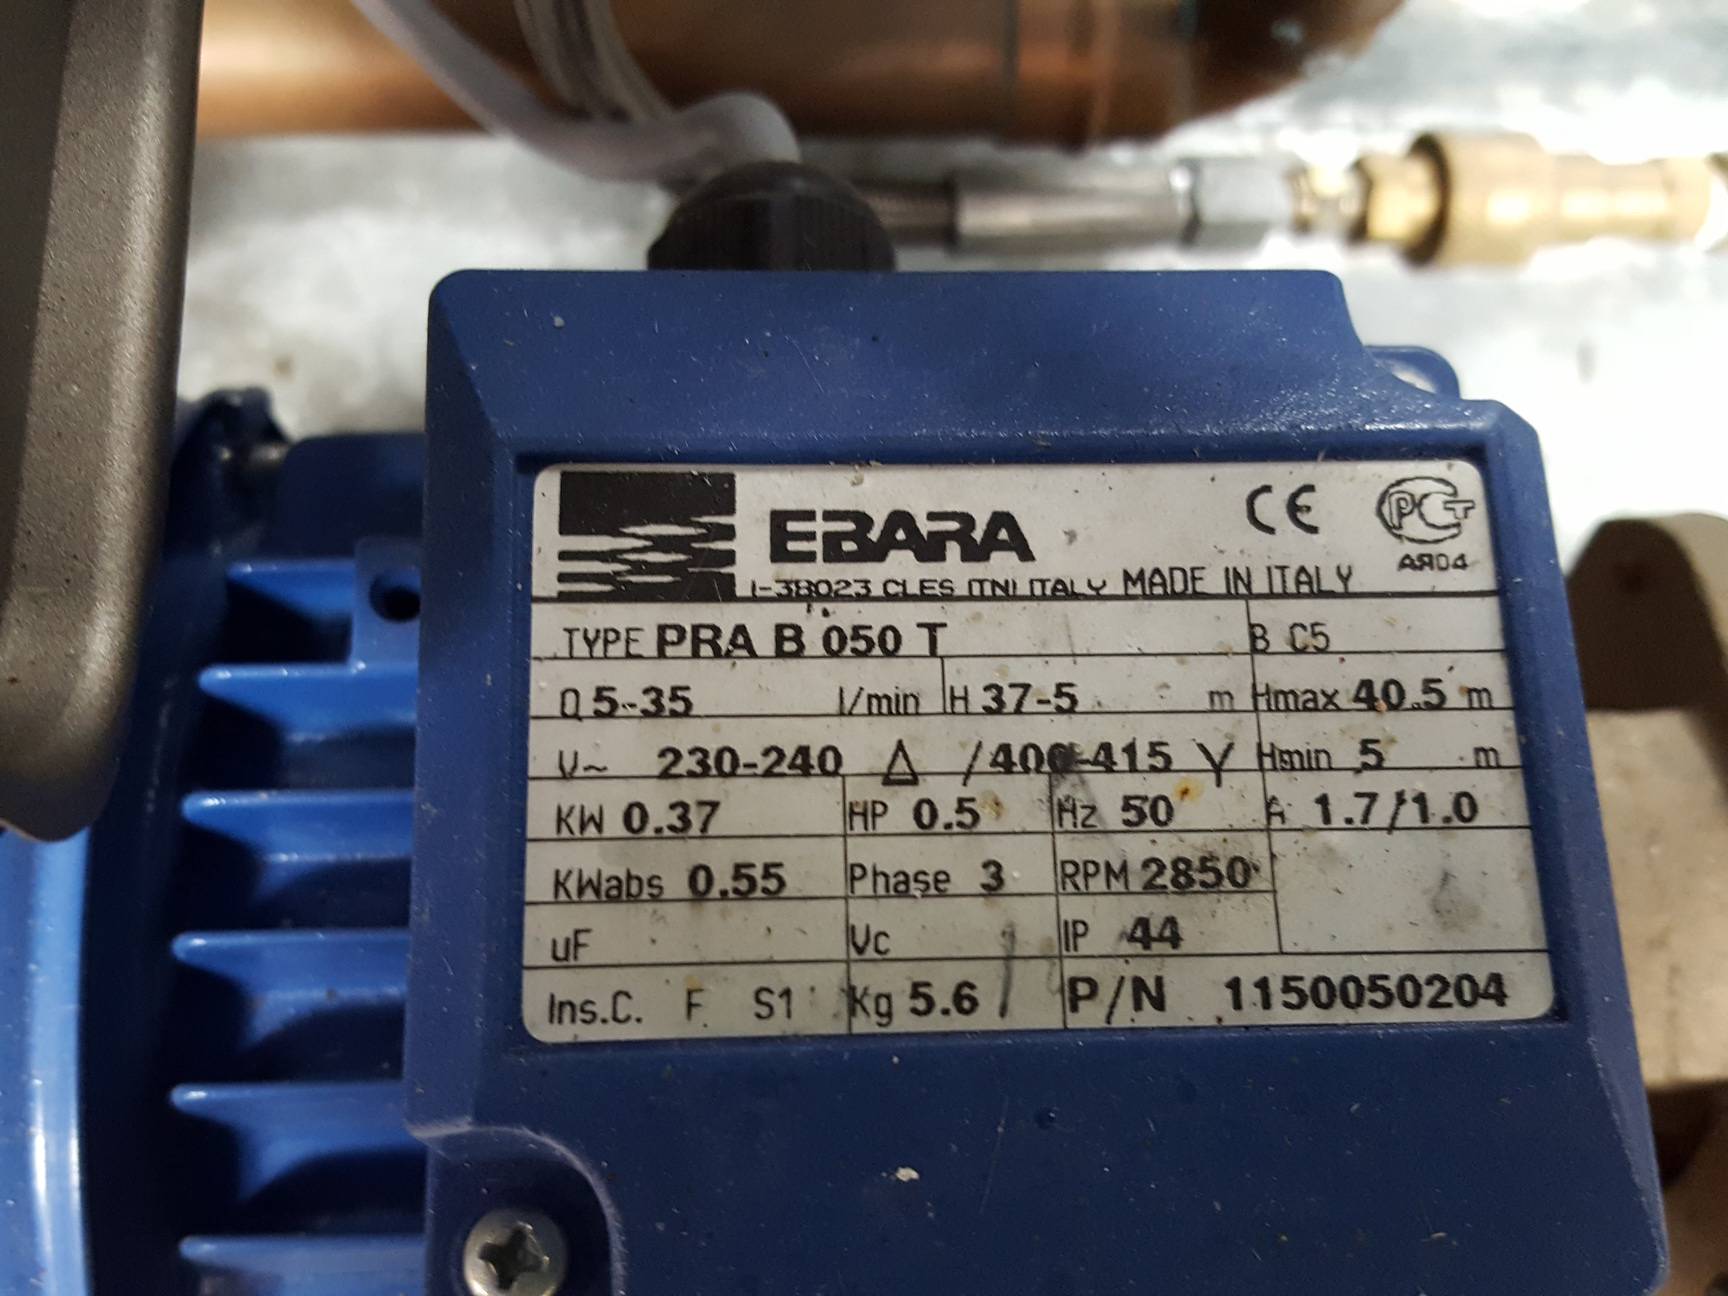 EBARA CE PCT
АЯ04
I-38023 CLES (TN) ITALY MADE IN ITALY
TYPE PRA B 050 T B C5
Q 5-35 l/min H 37-5 m Hmax 40.5 m
V~ 230-240 Δ /400-415 Y Hmin 5 m
KW 0.37 HP 0.5 Hz 50 A 1.7/1.0
KWabs 0.55 Phase 3 RPM 2850
uF Vc IP 44
Ins.C. F S1 Kg 5.6 P/N 1150050204